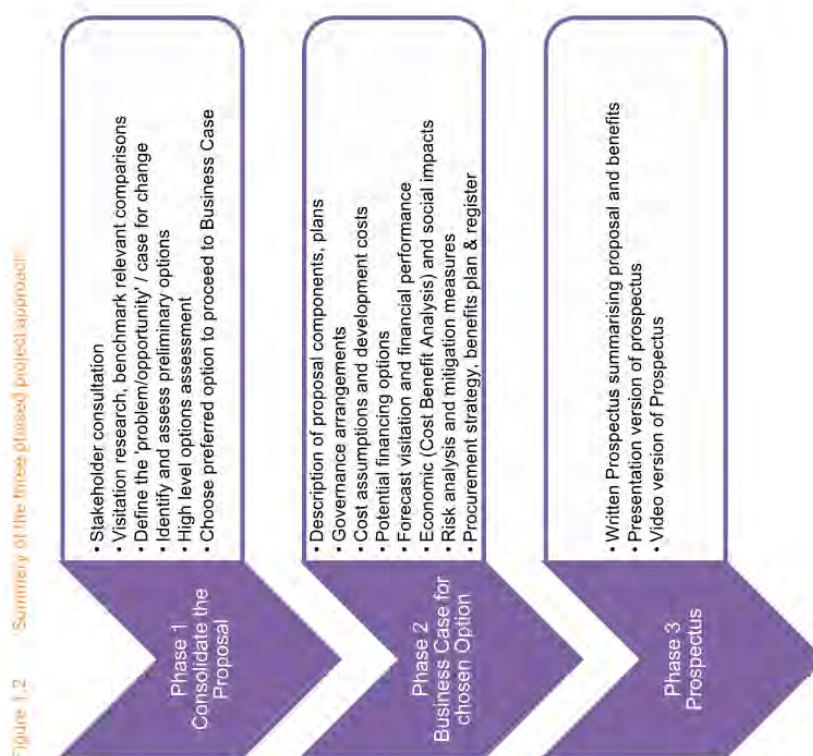 Figure 1.2 Summary of the three phased project approach
Phase 1
Consolidate the
Proposal
• Stakeholder consultation
• Visitation research, benchmark relevant comparisons
• Define the 'problem/opportunity' / case for change
• Identify and assess preliminary options
• High level options assessment
• Choose preferred option to proceed to Business Case
Phase 2
Business Case for
chosen Option
• Description of proposal components, plans
• Governance arrangements
• Cost assumptions and development costs
• Potential financing options
• Forecast visitation and financial performance
• Economic (Cost Benefit Analysis) and social impacts
• Risk analysis and mitigation measures
• Procurement strategy, benefits plan & register
Phase 3
Prospectus
• Written Prospectus summarising proposal and benefits
• Presentation version of prospectus
• Video version of Prospectus